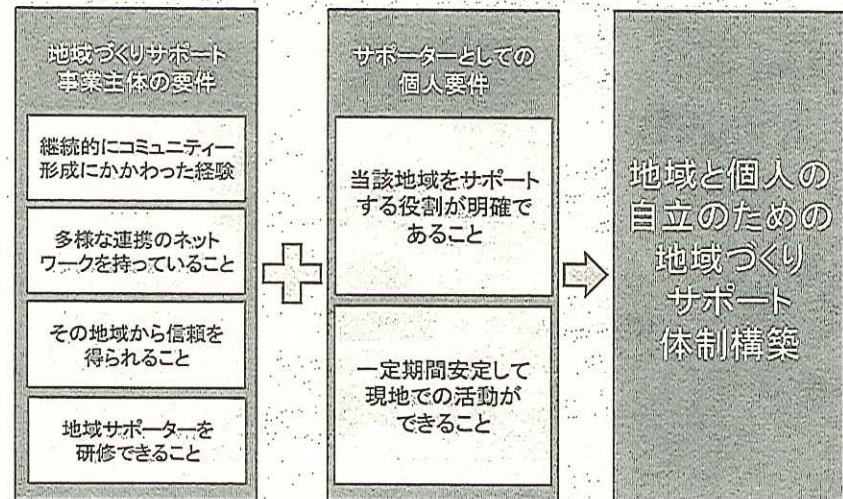 地域づくりサポート
事業主体の要件
継続的にコミュニティー
形成にかかわった経験
多様な連携のネット
ワークを持っていること
その地域から信頼を
得られること
地域サポーターを
研修できること
サポーターとしての
個人要件
当該地域をサポート
する役割が明確で
あること
一定期間安定して
現地での活動が
できること
地域と個人の
自立のための
地域づくり
サポート
体制構築